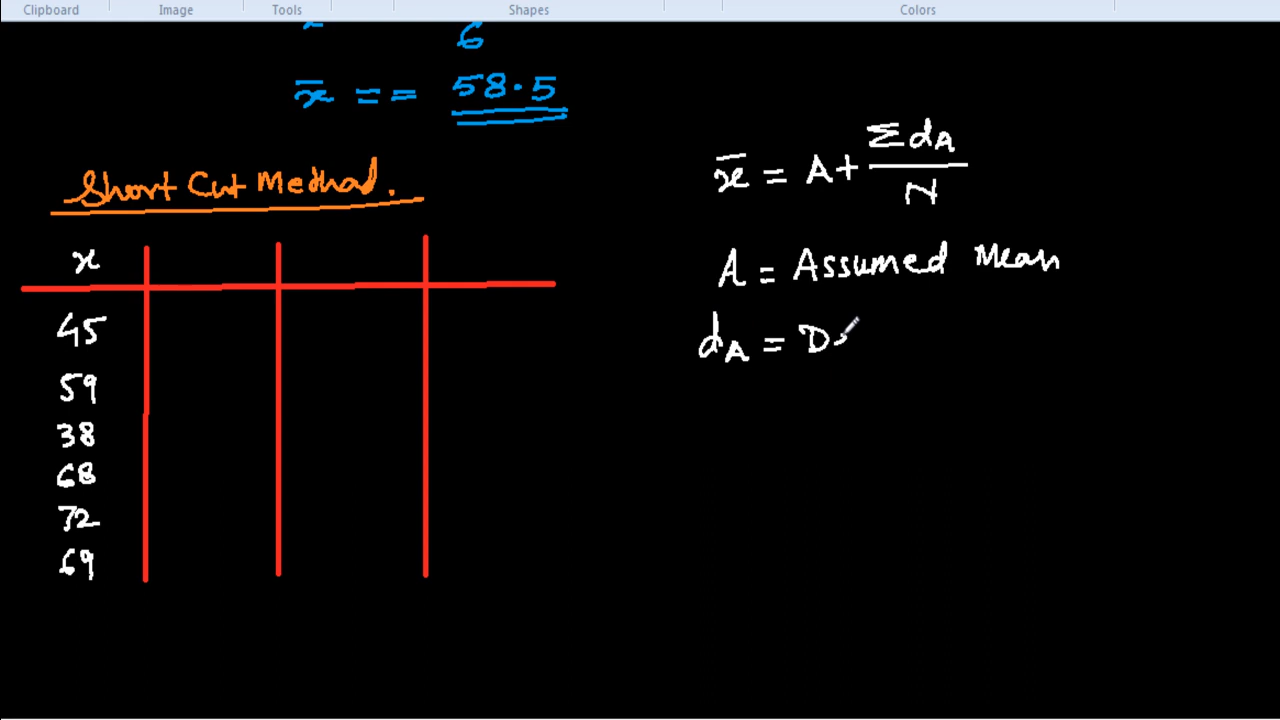 Clipboard Image Tools Shapes Colors
6
x̄ = = 58.5
x̄ = A + ΣdA / N
Short Cut Method.
A = Assumed Mean
x
dA = D
45
59
38
68
72
69